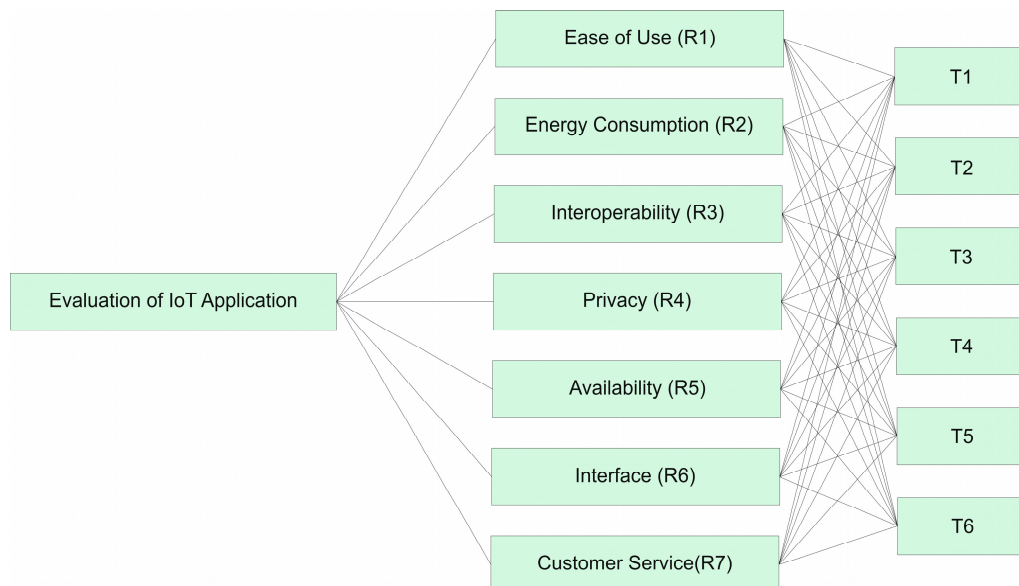 Evaluation of IoT Application
Ease of Use (R1)
Energy Consumption (R2)
Interoperability (R3)
Privacy (R4)
Availability (R5)
Interface (R6)
Customer Service(R7)
T1
T2
T3
T4
T5
T6